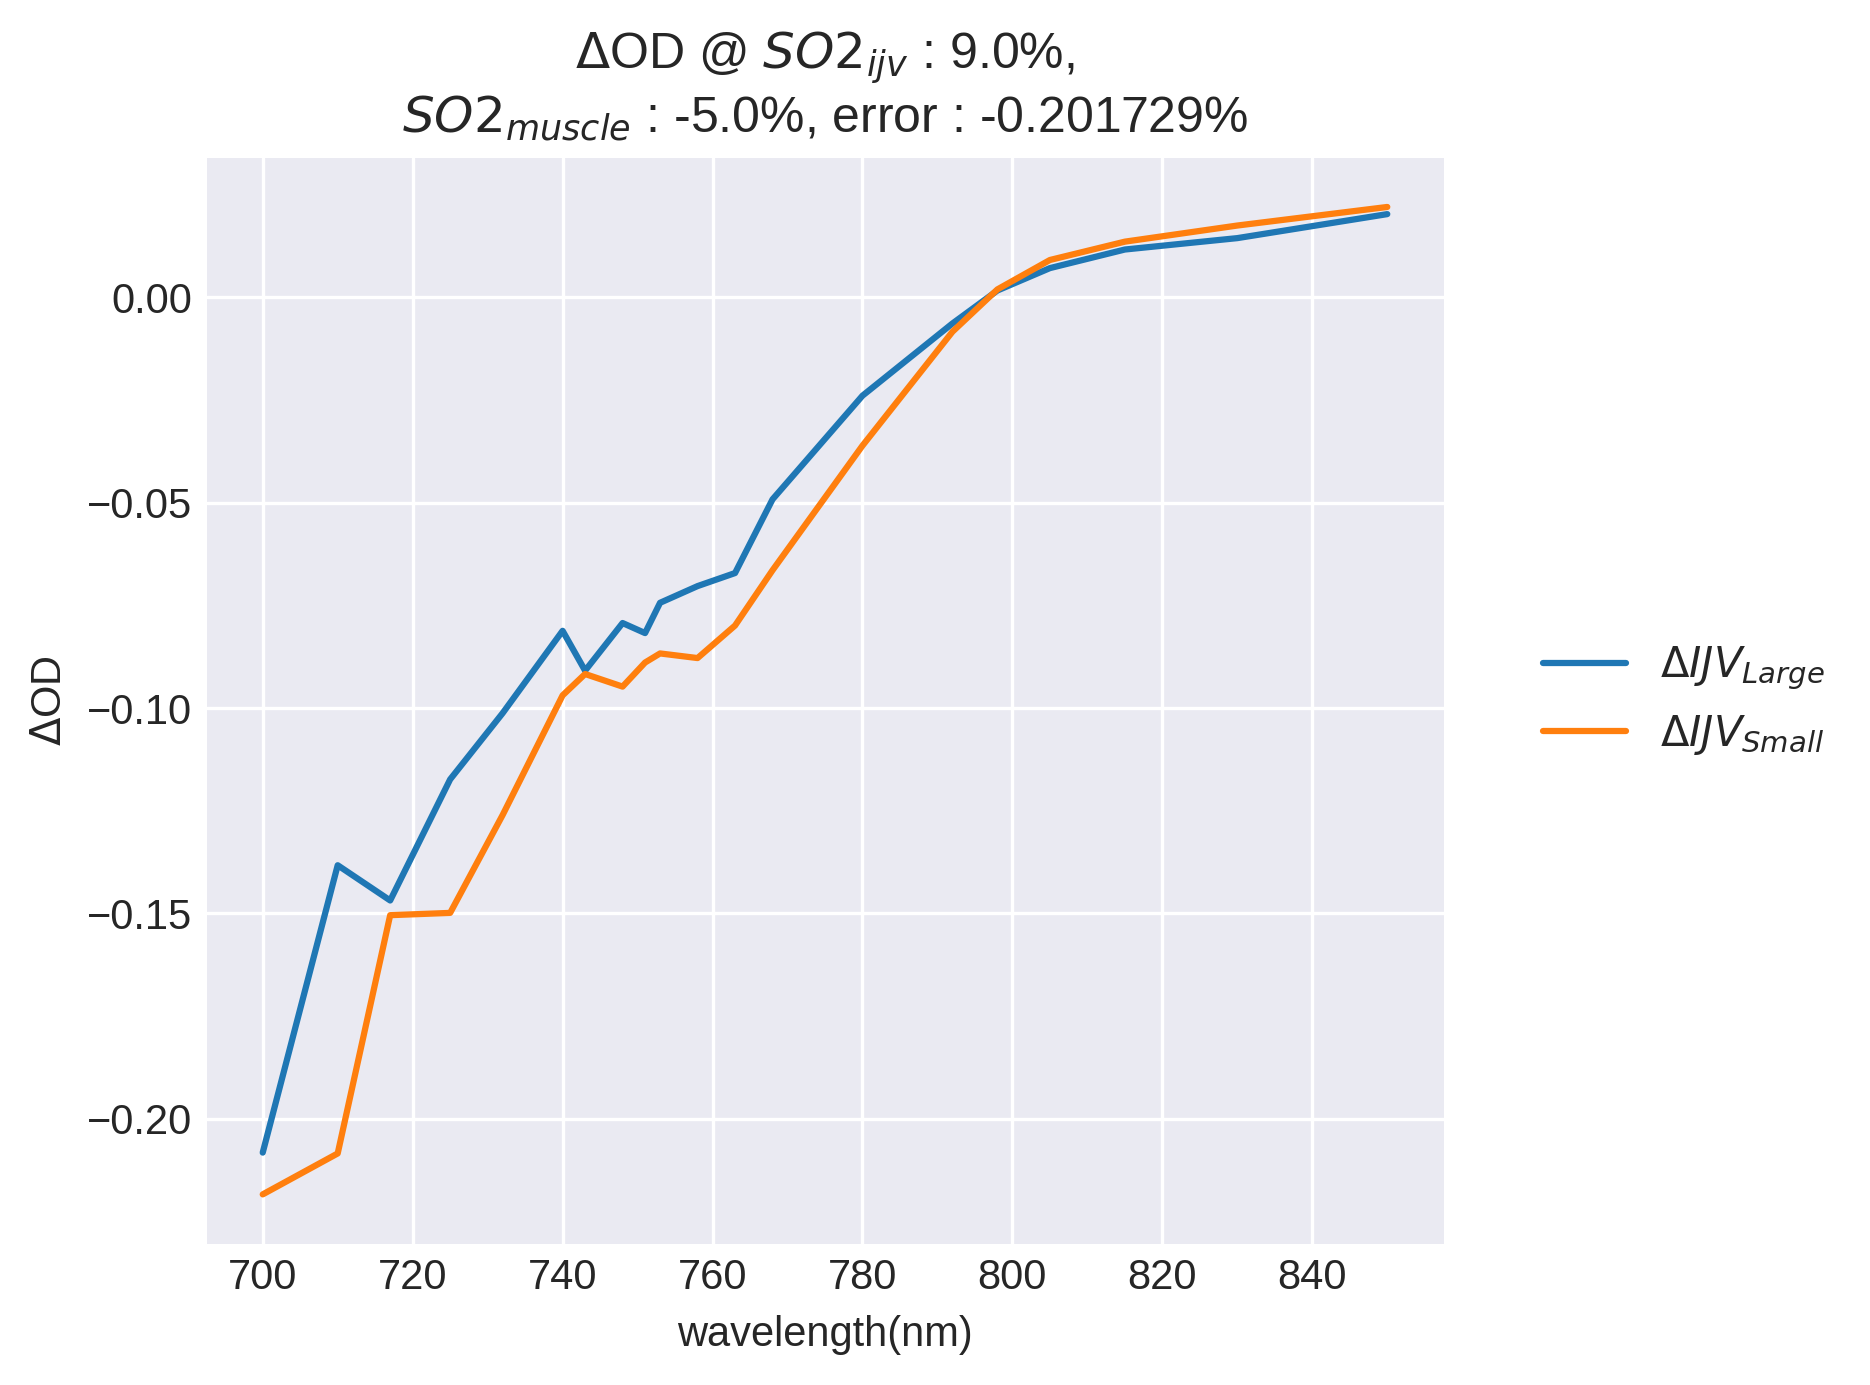 ΔOD @ SO2ijv : 9.0%,
SO2muscle : -5.0%, error : -0.201729%
0.00
−0.05
−0.10
−0.15
−0.20
ΔOD
700 720 740 760 780 800 820 840
wavelength(nm)
ΔIJVLarge
ΔIJVSmall